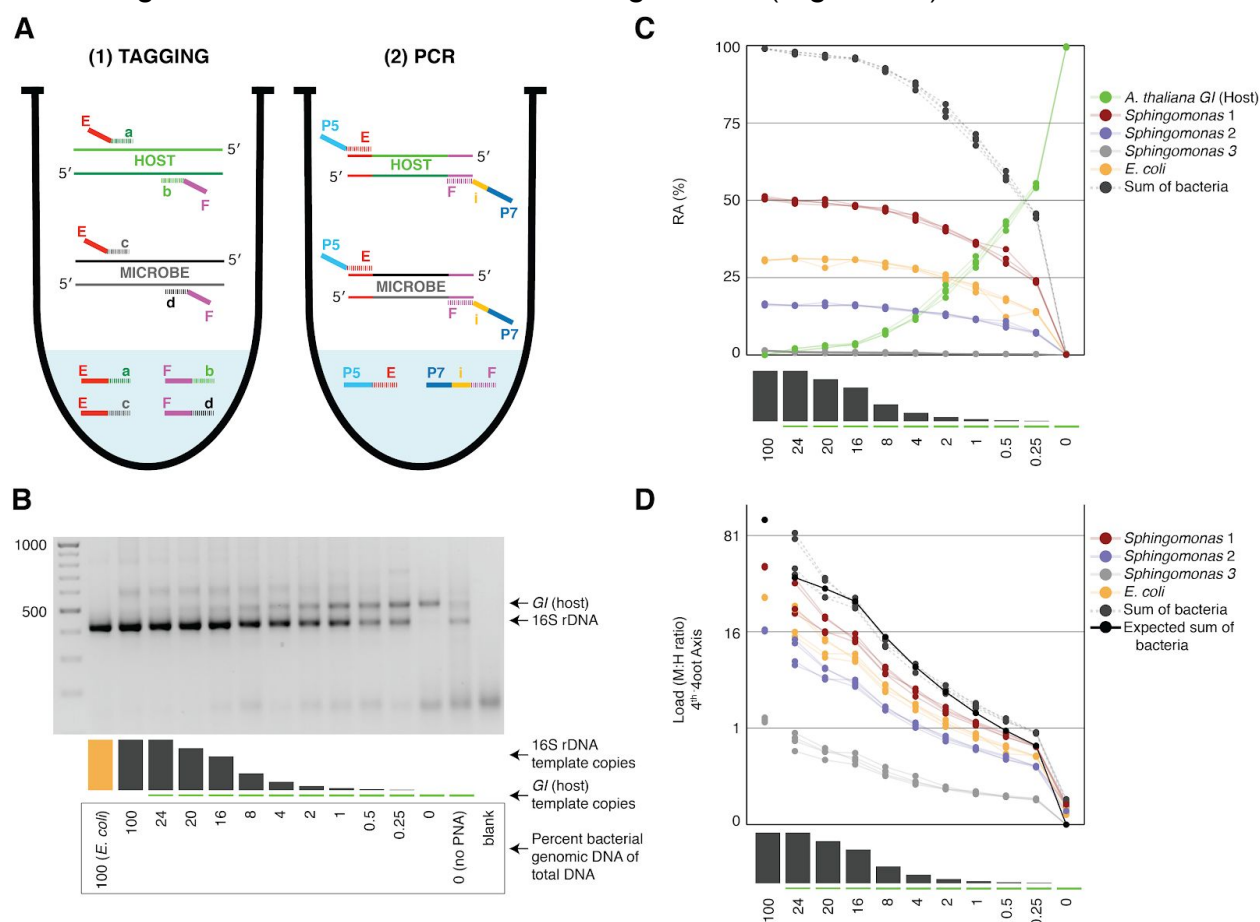 A
(1) TAGGING
(2) PCR
E
a
5′
HOST
5′
b
F
E
c
5′
MICROBE
5′
d
F
E a F b
E c F d
P5
E
5′
HOST
5′
F
i
P7
P5
E
5′
MICROBE
5′
F
i
P7
P5 E P7 i F
B
1000
500
GI (host)
16S rDNA
16S rDNA
template copies
GI (host)
template copies
100 (E. coli)
100
24
20
16
8
4
2
1
0.5
0.25
0
0 (no PNA)
blank
Percent bacterial
genomic DNA of
total DNA
C
100
75
50
25
0
RA (%)
A. thaliana GI (Host)
Sphingomonas 1
Sphingomonas 2
Sphingomonas 3
E. coli
Sum of bacteria
100
24
20
16
8
4
2
1
0.5
0.25
0
D
81
16
1
0
Load (M:H ratio)
4th-4oot Axis
Sphingomonas 1
Sphingomonas 2
Sphingomonas 3
E. coli
Sum of bacteria
Expected sum of
bacteria
100
24
20
16
8
4
2
1
0.5
0.25
0